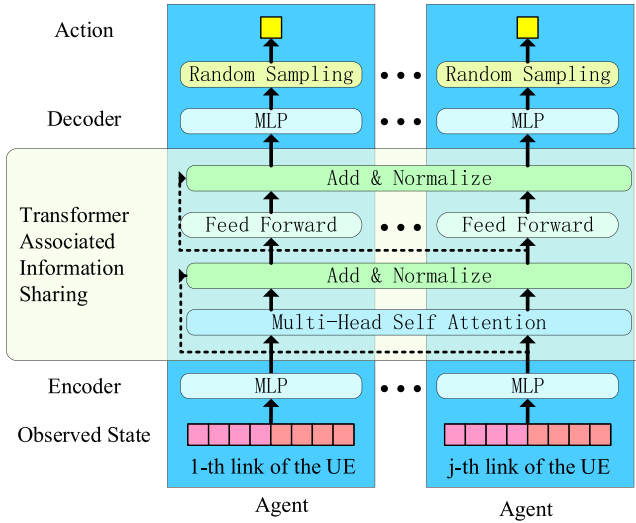 Action
Random Sampling
Random Sampling
Decoder
MLP
MLP
Add & Normalize
Transformer
Associated
Information
Sharing
Feed Forward
Feed Forward
Add & Normalize
Multi-Head Self Attention
Encoder
MLP
MLP
Observed State
1-th link of the UE
j-th link of the UE
Agent
Agent